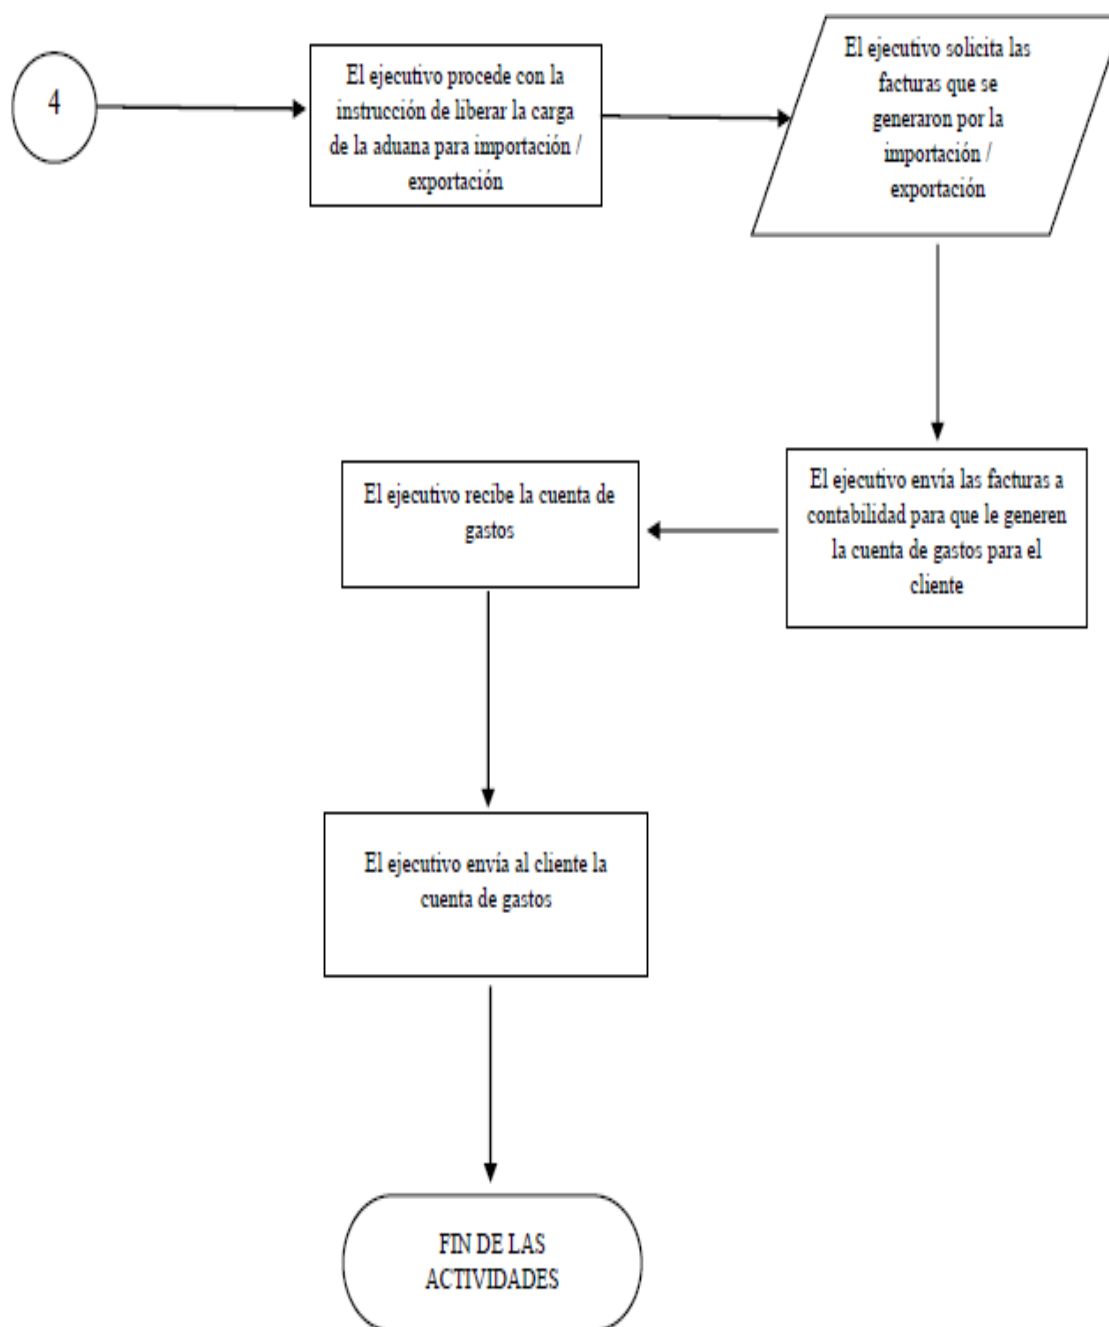 4
El ejecutivo procede con la
instrucción de liberar la carga
de la aduana para importación /
exportación
El ejecutivo solicita las
facturas que se
generaron por la
importación /
exportación
El ejecutivo envía las facturas a
contabilidad para que le generen
la cuenta de gastos para el
cliente
El ejecutivo recibe la cuenta de
gastos
El ejecutivo envía al cliente la
cuenta de gastos
FIN DE LAS
ACTIVIDADES